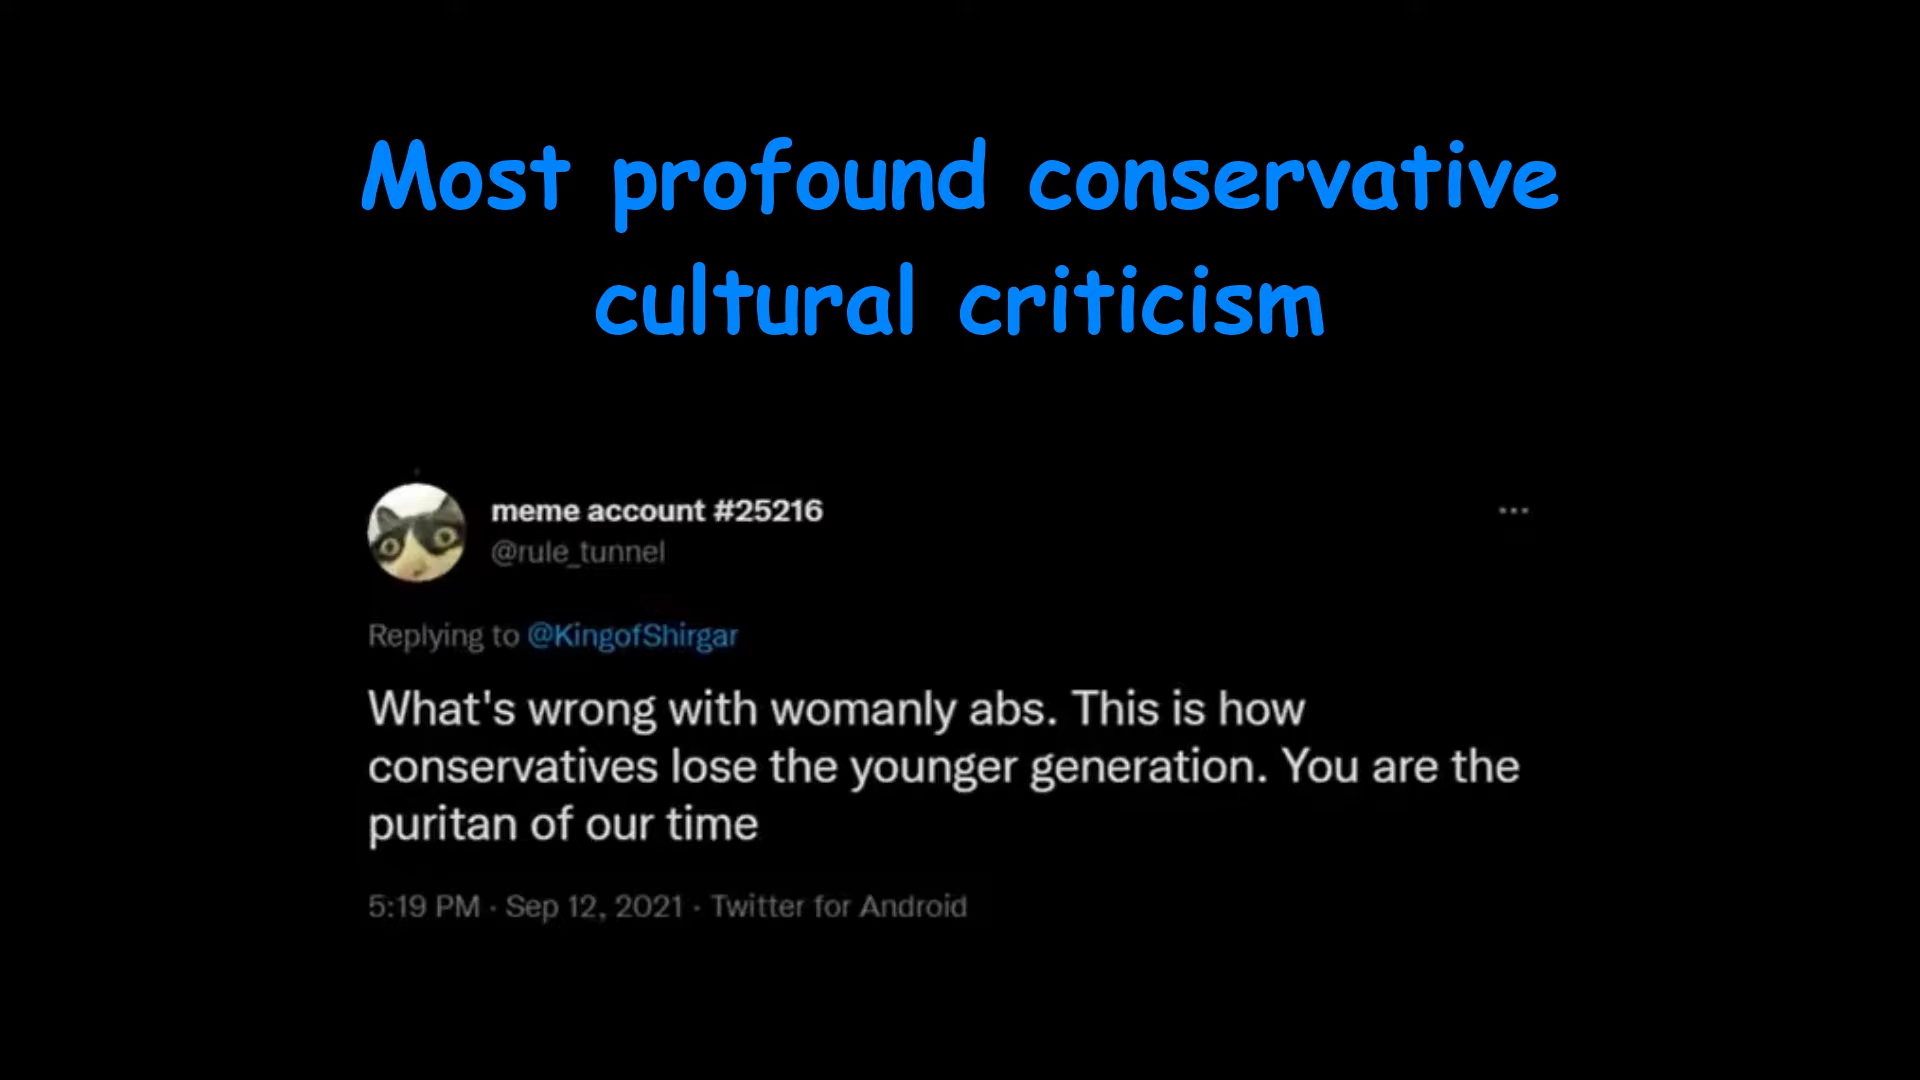 Most profound conservative
cultural criticism
meme account #25216
@rule_tunnel
Replying to @KingofShirgar
What's wrong with womanly abs. This is how
conservatives lose the younger generation. You are the
puritan of our time
5:19 PM · Sep 12, 2021 · Twitter for Android